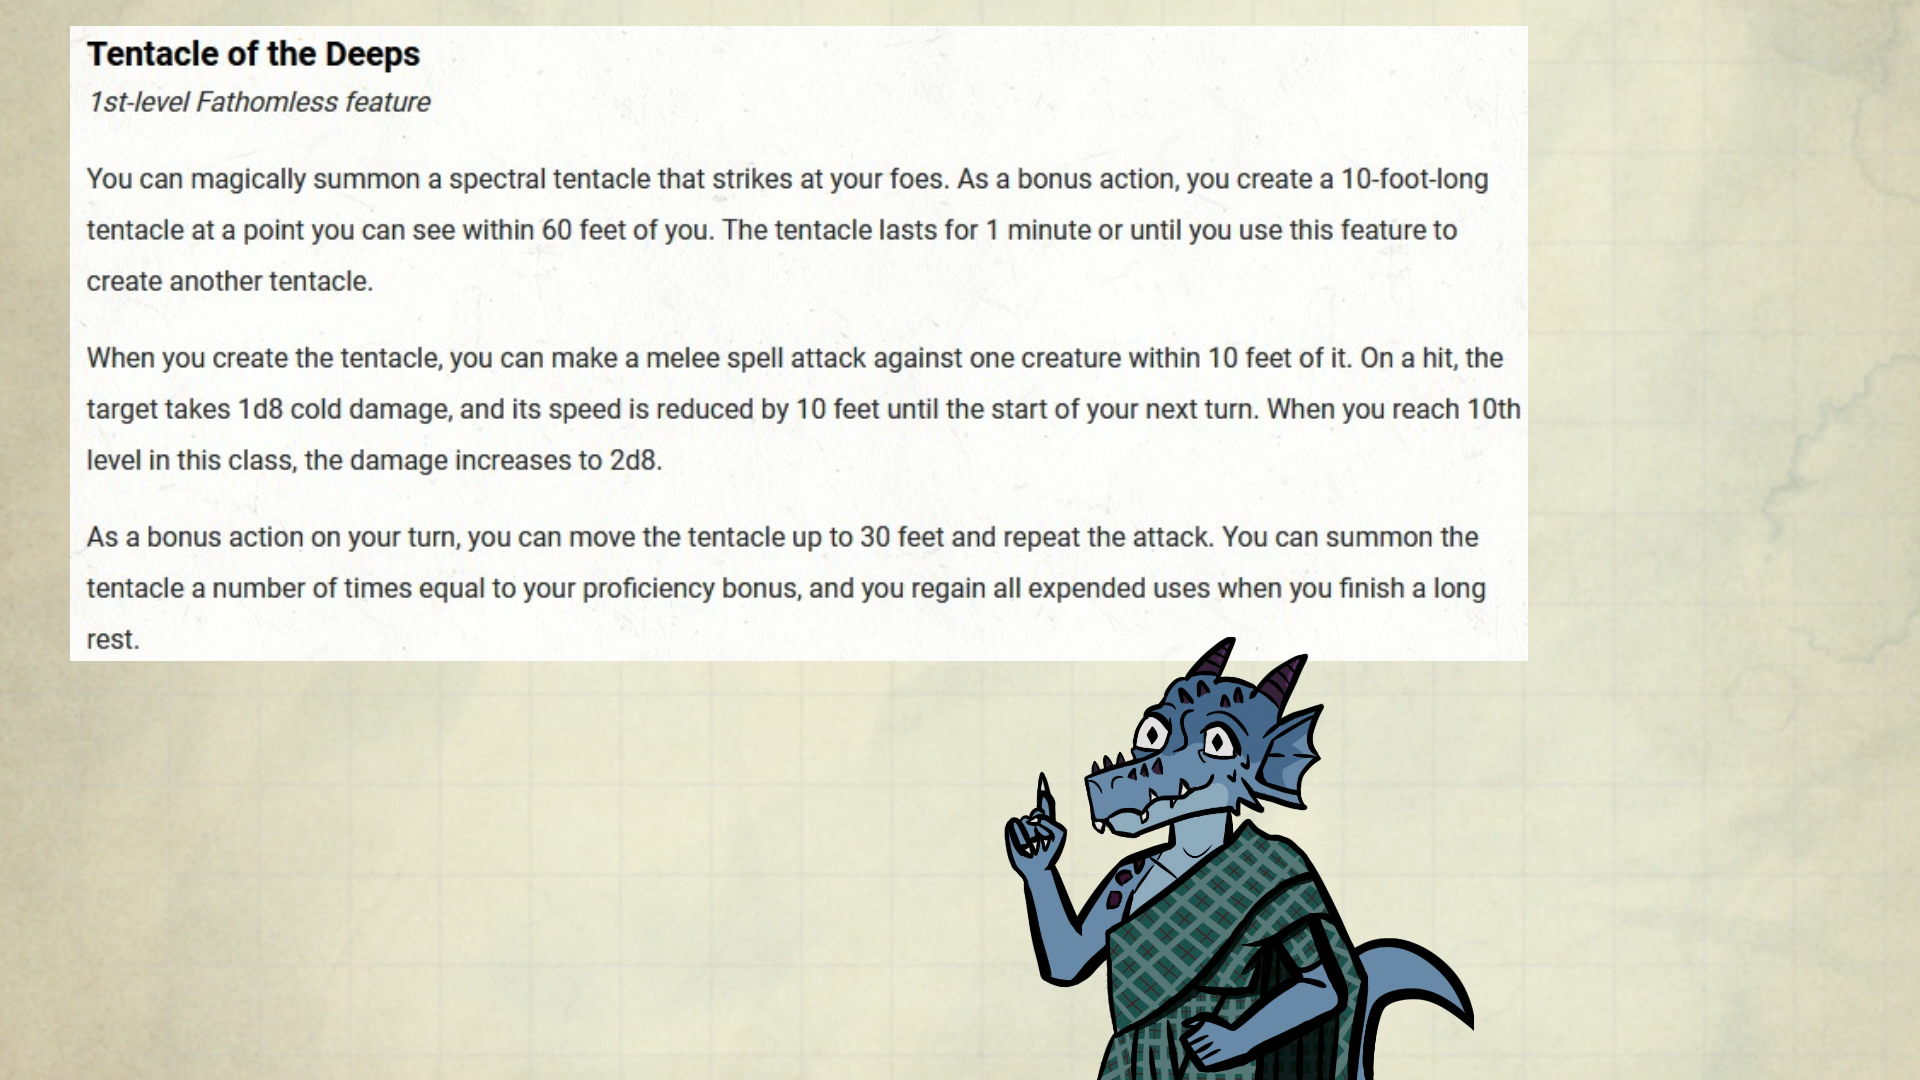 Tentacle of the Deeps
1st-level Fathomless feature
You can magically summon a spectral tentacle that strikes at your foes. As a bonus action, you create a 10-foot-long
tentacle at a point you can see within 60 feet of you. The tentacle lasts for 1 minute or until you use this feature to
create another tentacle.
When you create the tentacle, you can make a melee spell attack against one creature within 10 feet of it. On a hit, the
target takes 1d8 cold damage, and its speed is reduced by 10 feet until the start of your next turn. When you reach 10th
level in this class, the damage increases to 2d8.
As a bonus action on your turn, you can move the tentacle up to 30 feet and repeat the attack. You can summon the
tentacle a number of times equal to your proficiency bonus, and you regain all expended uses when you finish a long
rest.